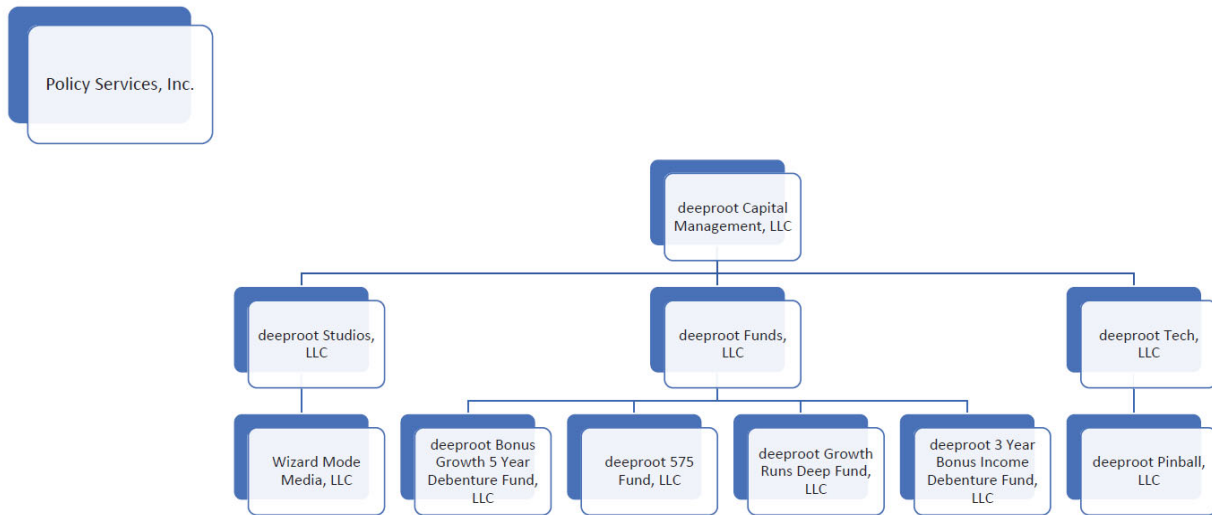 Policy Services, Inc.
deeproot Capital
Management, LLC
deeproot Studios,
LLC
deeproot Funds,
LLC
deeproot Tech,
LLC
Wizard Mode
Media, LLC
deeproot Bonus
Growth 5 Year
Debenture Fund,
LLC
deeproot 575
Fund, LLC
deeproot Growth
Runs Deep Fund,
LLC
deeproot 3 Year
Bonus Income
Debenture Fund,
LLC
deeproot Pinball,
LLC